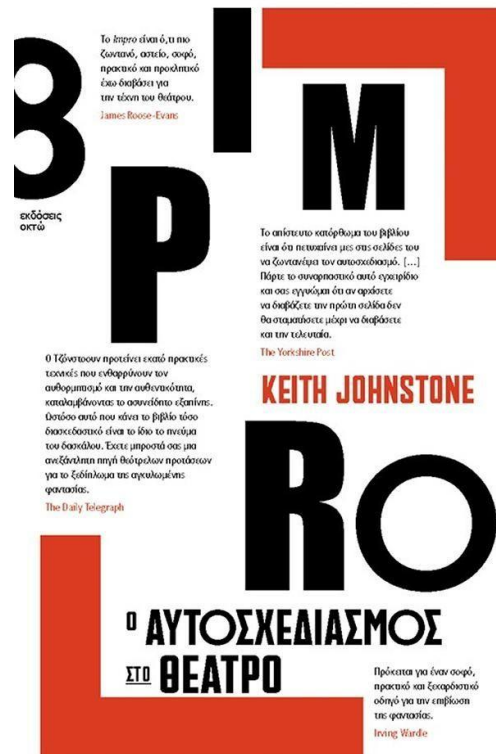 Το Impro είναι ό,τι πιο
ζωντανό, αστείο, σοφό,
πρακτικό και προκλητικό
έχω διαβάσει για
την τέχνη του θεάτρου.
James Roose-Evans
8
εκδόσεις
οκτώ
I
M
P
Το απίστευτο κατόρθωμα του βιβλίου
είναι ότι πετυχαίνει μες στις σελίδες του
να ζωντανέψει τον αυτοσχεδιασμό. [...]
Πάρτε το συναρπαστικό αυτό εγχειρίδιο
και σας εγγυώμαι ότι αν αρχίσετε
να διαβάζετε την πρώτη σελίδα δεν
θα σταματήσετε μέχρι να διαβάσετε
και την τελευταία.
The Yorkshire Post
Ο Τζόνστοουν προτείνει εκατό πρακτικές
τεχνικές που ενθαρρύνουν τον
αυθορμητισμό και την αυθεντικότητα,
καταλαμβάνοντας το ασυνείδητο εξαπίνης.
Ωστόσο αυτό που κάνει το βιβλίο τόσο
διασκεδαστικό είναι το ίδιο το πνεύμα
του δασκάλου. Έχετε μπροστά σας μια
ανεξάντλητη πηγή θεότρελων προτάσεων
για το ξεδίπλωμα της αγκυλωμένης
φαντασίας.
The Daily Telegraph
KEITH JOHNSTONE
RO
Ο ΑΥΤΟΣΧΕΔΙΑΣΜΟΣ
ΣΤΟ ΘΕΑΤΡΟ
Πρόκειται για έναν σοφό,
πρακτικό και ξεκαρδιστικό
οδηγό για την επιβίωση
της φαντασίας.
Irving Wardle